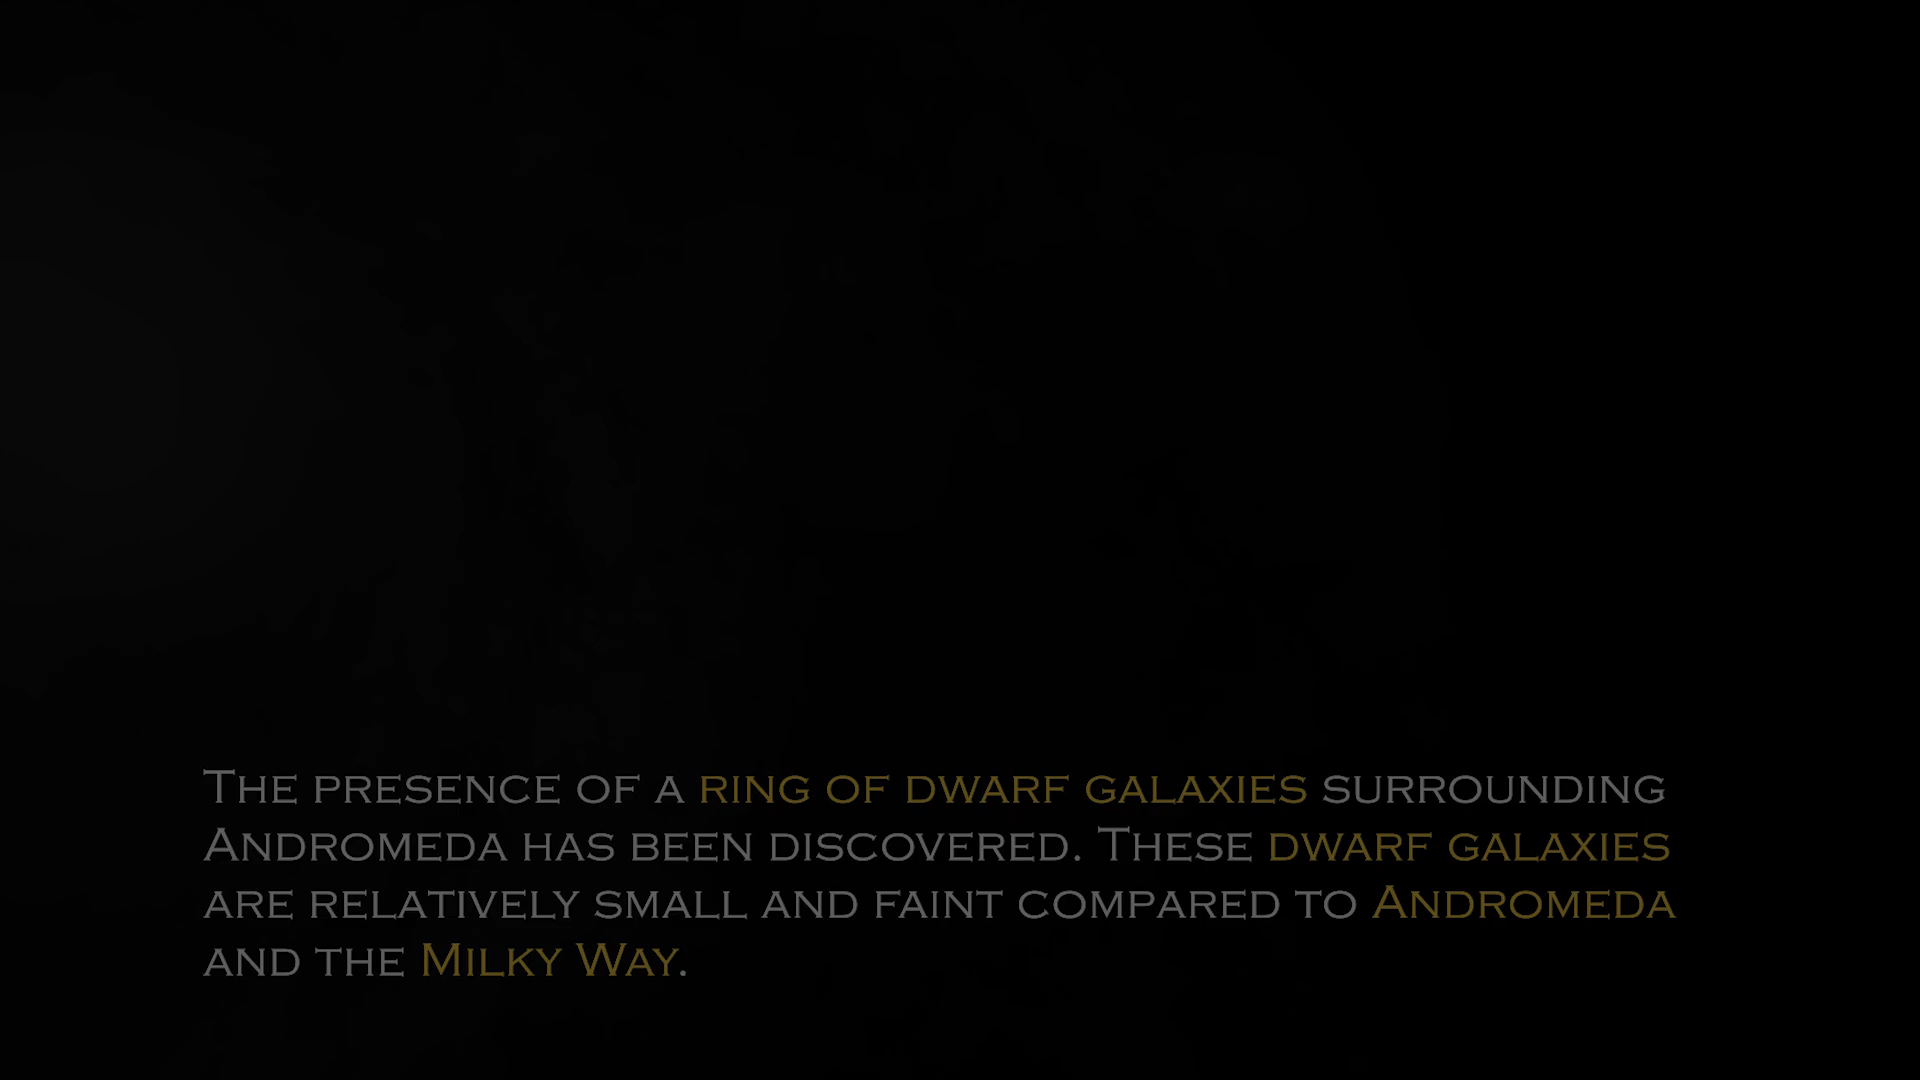 The presence of a ring of dwarf galaxies surrounding
Andromeda has been discovered. These dwarf galaxies
are relatively small and faint compared to Andromeda
and the Milky Way.